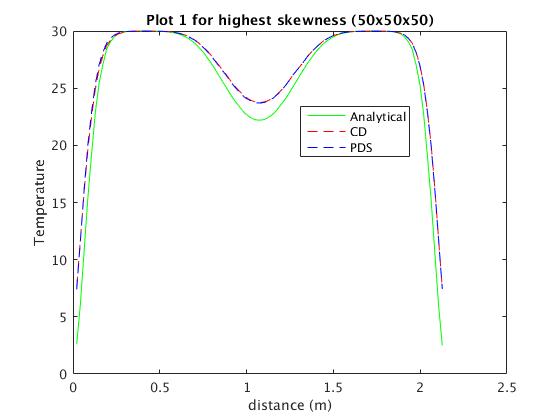 Plot 1 for highest skewness (50x50x50)
30
25
20
15
10
5
0
Temperature
Analytical
CD
PDS
0 0.5 1 1.5 2 2.5
distance (m)